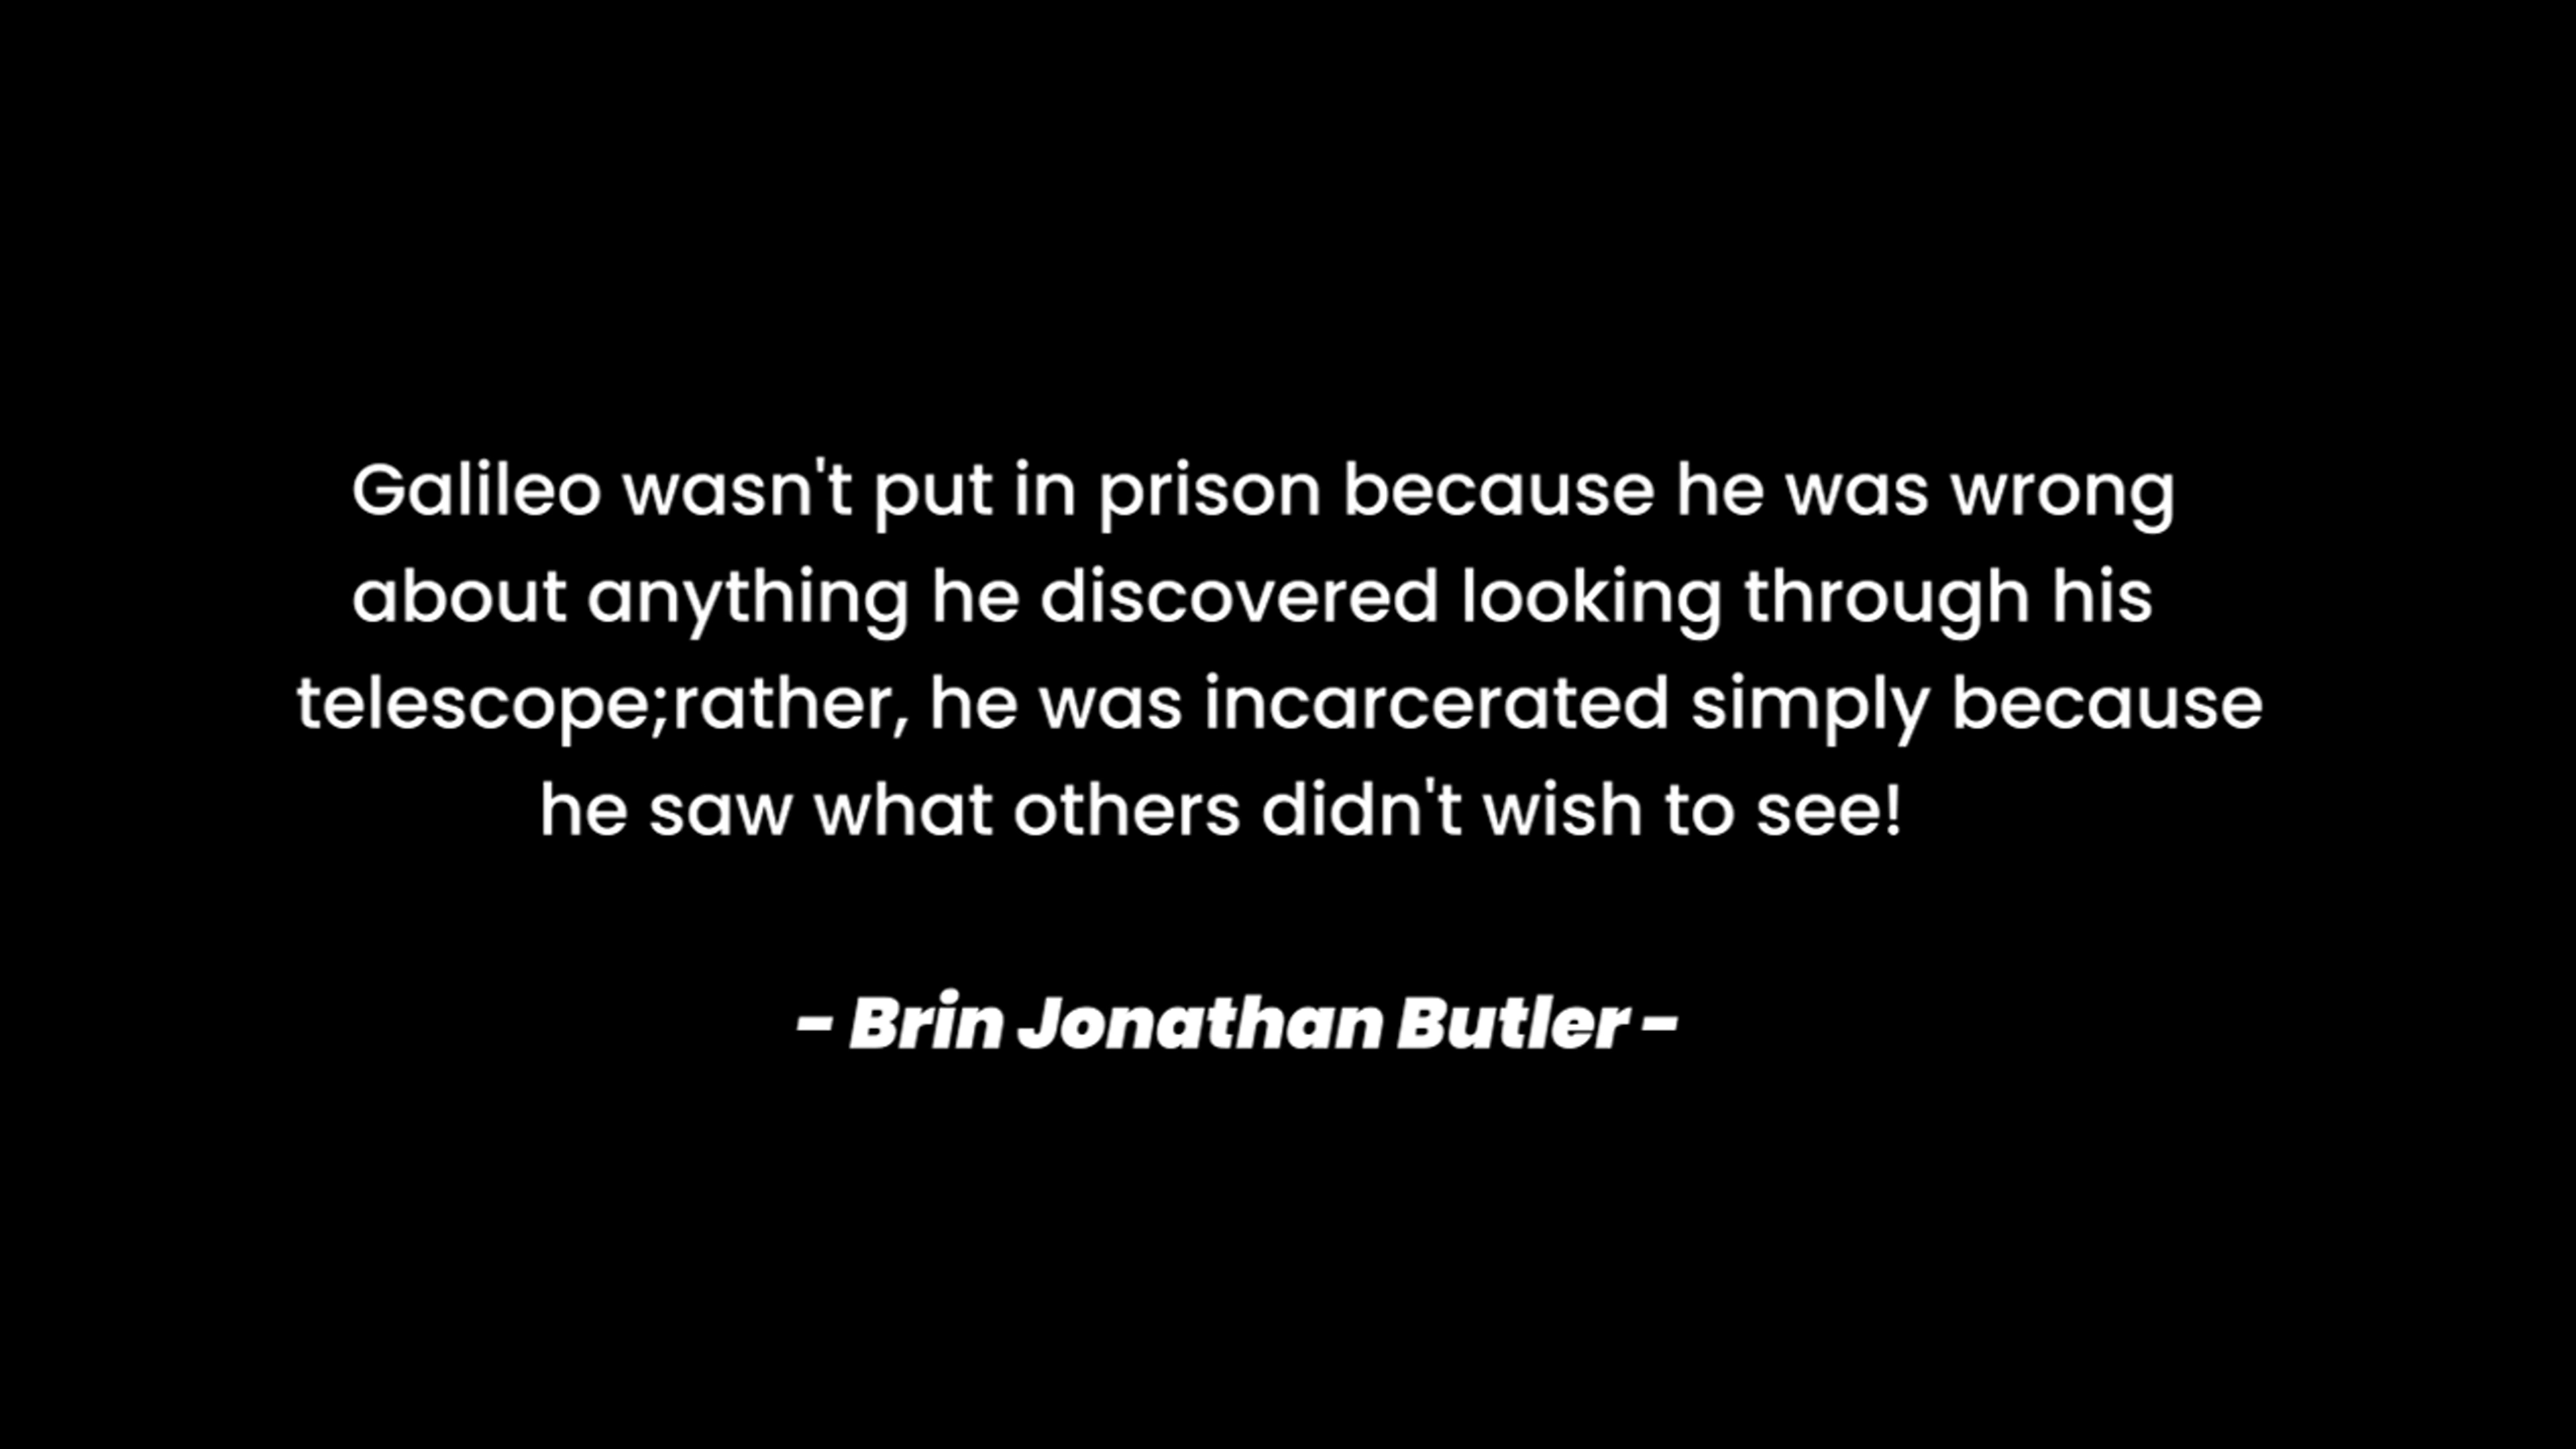 Galileo wasn't put in prison because he was wrong
about anything he discovered looking through his
telescope;rather, he was incarcerated simply because
he saw what others didn't wish to see!
- Brin Jonathan Butler -